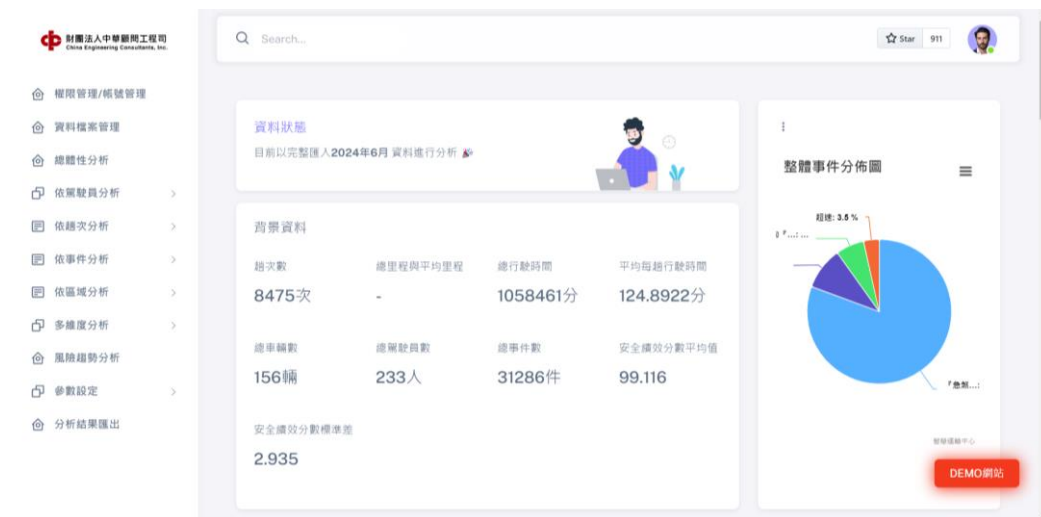 財團法人中華顧問工程司
China Engineering Consultants, Inc.
Search...
Star 911
權限管理/帳號管理
資料檔案管理
總體性分析
依駕駛員分析
依趟次分析
依事件分析
依區域分析
多維度分析
風險趨勢分析
參數設定
分析結果匯出
資料狀態
目前以完整匯入2024年6月 資料進行分析
背景資料
趟次數
8475次
總里程與平均里程
-
總行駛時間
1058461分
平均每趟行駛時間
124.8922分
總車輛數
156輛
總駕駛員數
233人
總事件數
31286件
安全績效分數平均值
99.116
安全績效分數標準差
2.935
整體事件分佈圖
超速: 3.5 %
「急煞...:
DEMO網站